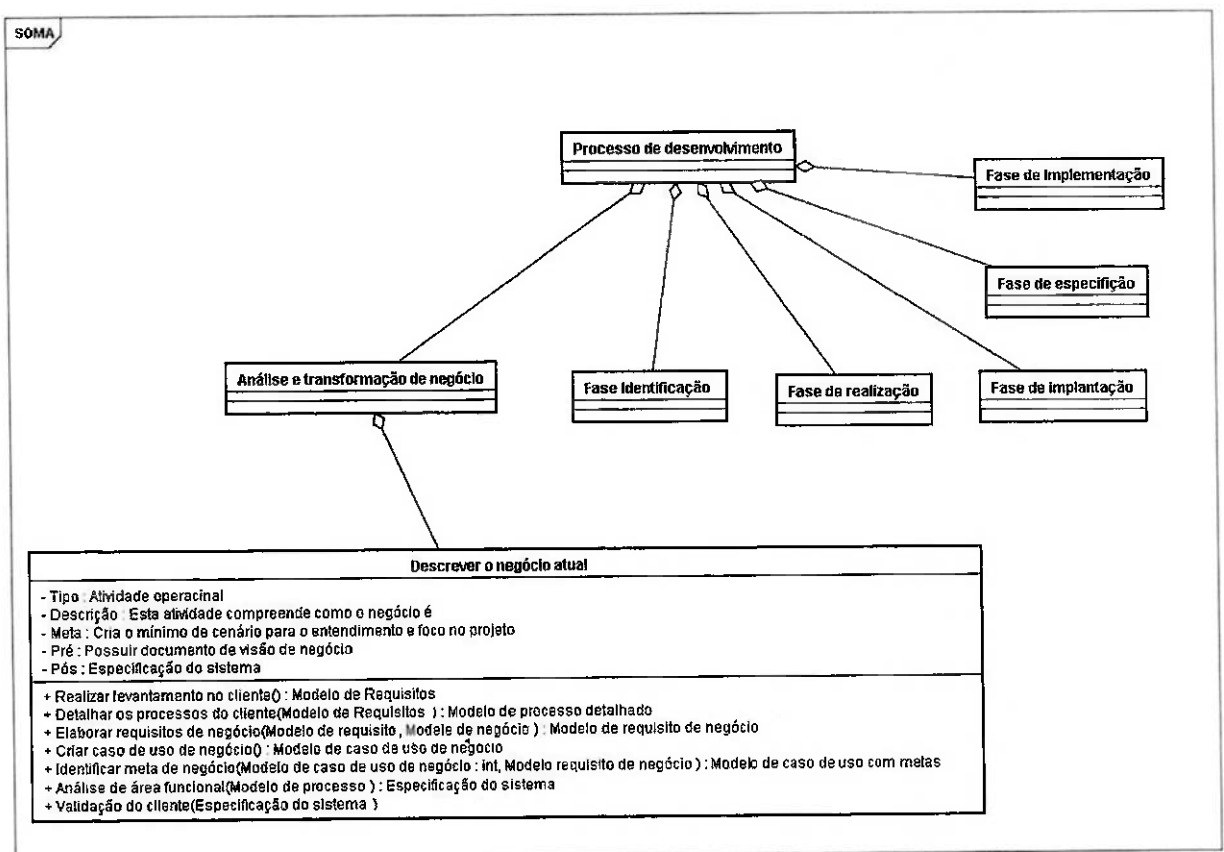 SOMA
Processo de desenvolvimento
Fase de Implementação
Fase de especifição
Análise e transformação de negócio
Fase Identificação
Fase de realização
Fase de implantação
Descrever o negócio atual
- Tipo : Atividade operacinal
- Descrição : Esta atividade compreende como o negócio é
- Meta : Cria o mínimo de cenário para o entendimento e foco no projeto
- Pré : Possuir documento de visão de negócio
- Pós : Especificação do sistema
+ Realizar levantamento no cliente() : Modelo de Requisitos
+ Detalhar os processos do cliente(Modelo de Requisitos ) : Modelo de processo detalhado
+ Elaborar requisitos de negócio(Modelo de requisito , Modelo de negócio ) : Modelo de requisito de negócio
+ Criar caso de uso de negócio() : Modelo de caso de uso de negocio
+ Identificar meta de negócio(Modelo de caso de uso de negócio : int, Modelo requisito de negócio ) : Modelo de caso de uso com metas
+ Análise de área funcional(Modelo de processo ) : Especificação do sistema
+ Validação do cliente(Especificação do sistema )